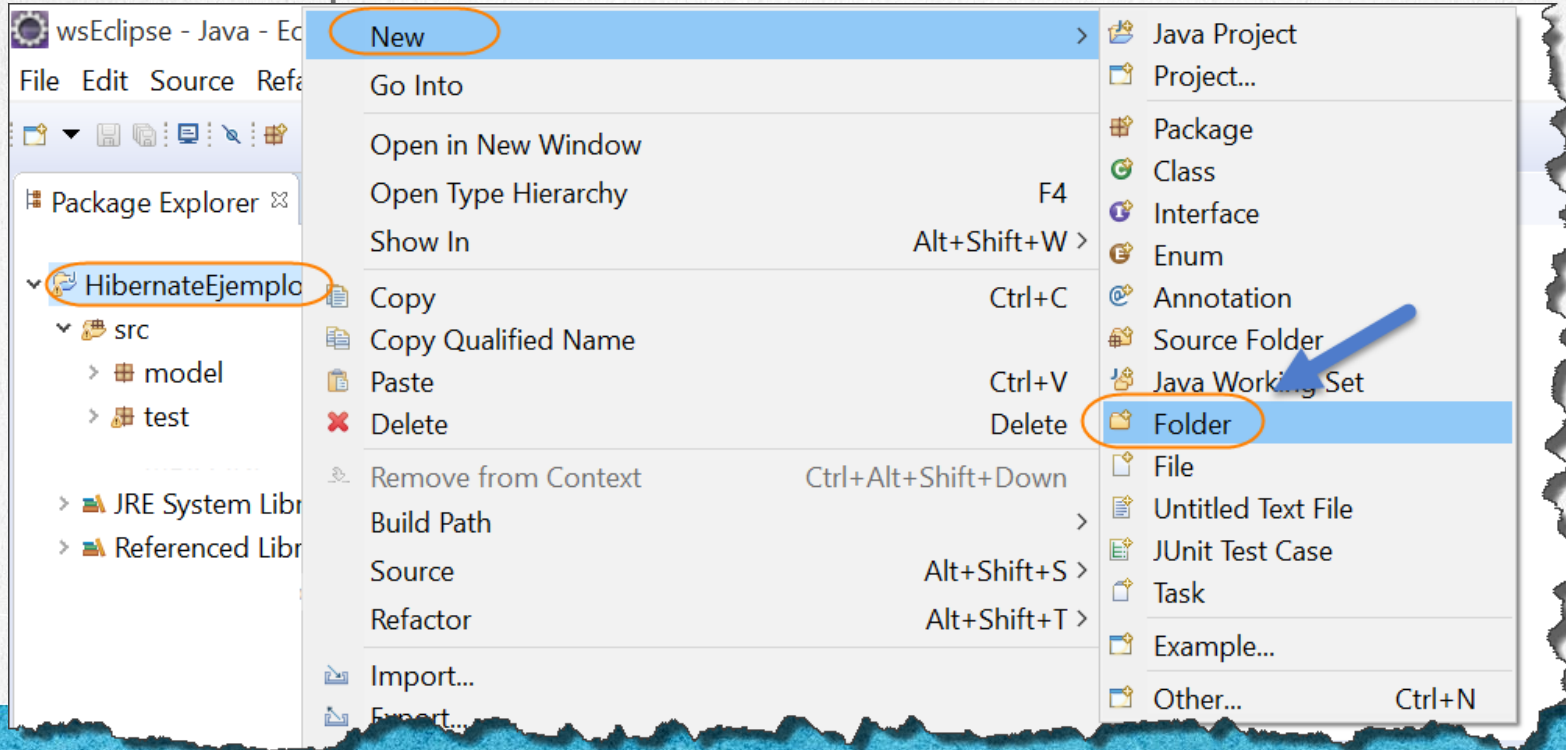 wsEclipse - Java - Ec
File Edit Source Refa
Package Explorer
HibernateEjemplo
src
model
test
JRE System Libr
Referenced Libr
New
Go Into
Open in New Window
Open Type Hierarchy F4
Show In Alt+Shift+W >
Copy Ctrl+C
Copy Qualified Name
Paste Ctrl+V
Delete Delete
Remove from Context Ctrl+Alt+Shift+Down
Build Path >
Source Alt+Shift+S >
Refactor Alt+Shift+T >
Import...
Export...
Java Project
Project...
Package
Class
Interface
Enum
Annotation
Source Folder
Java Working Set
Folder
File
Untitled Text File
JUnit Test Case
Task
Example...
Other... Ctrl+N